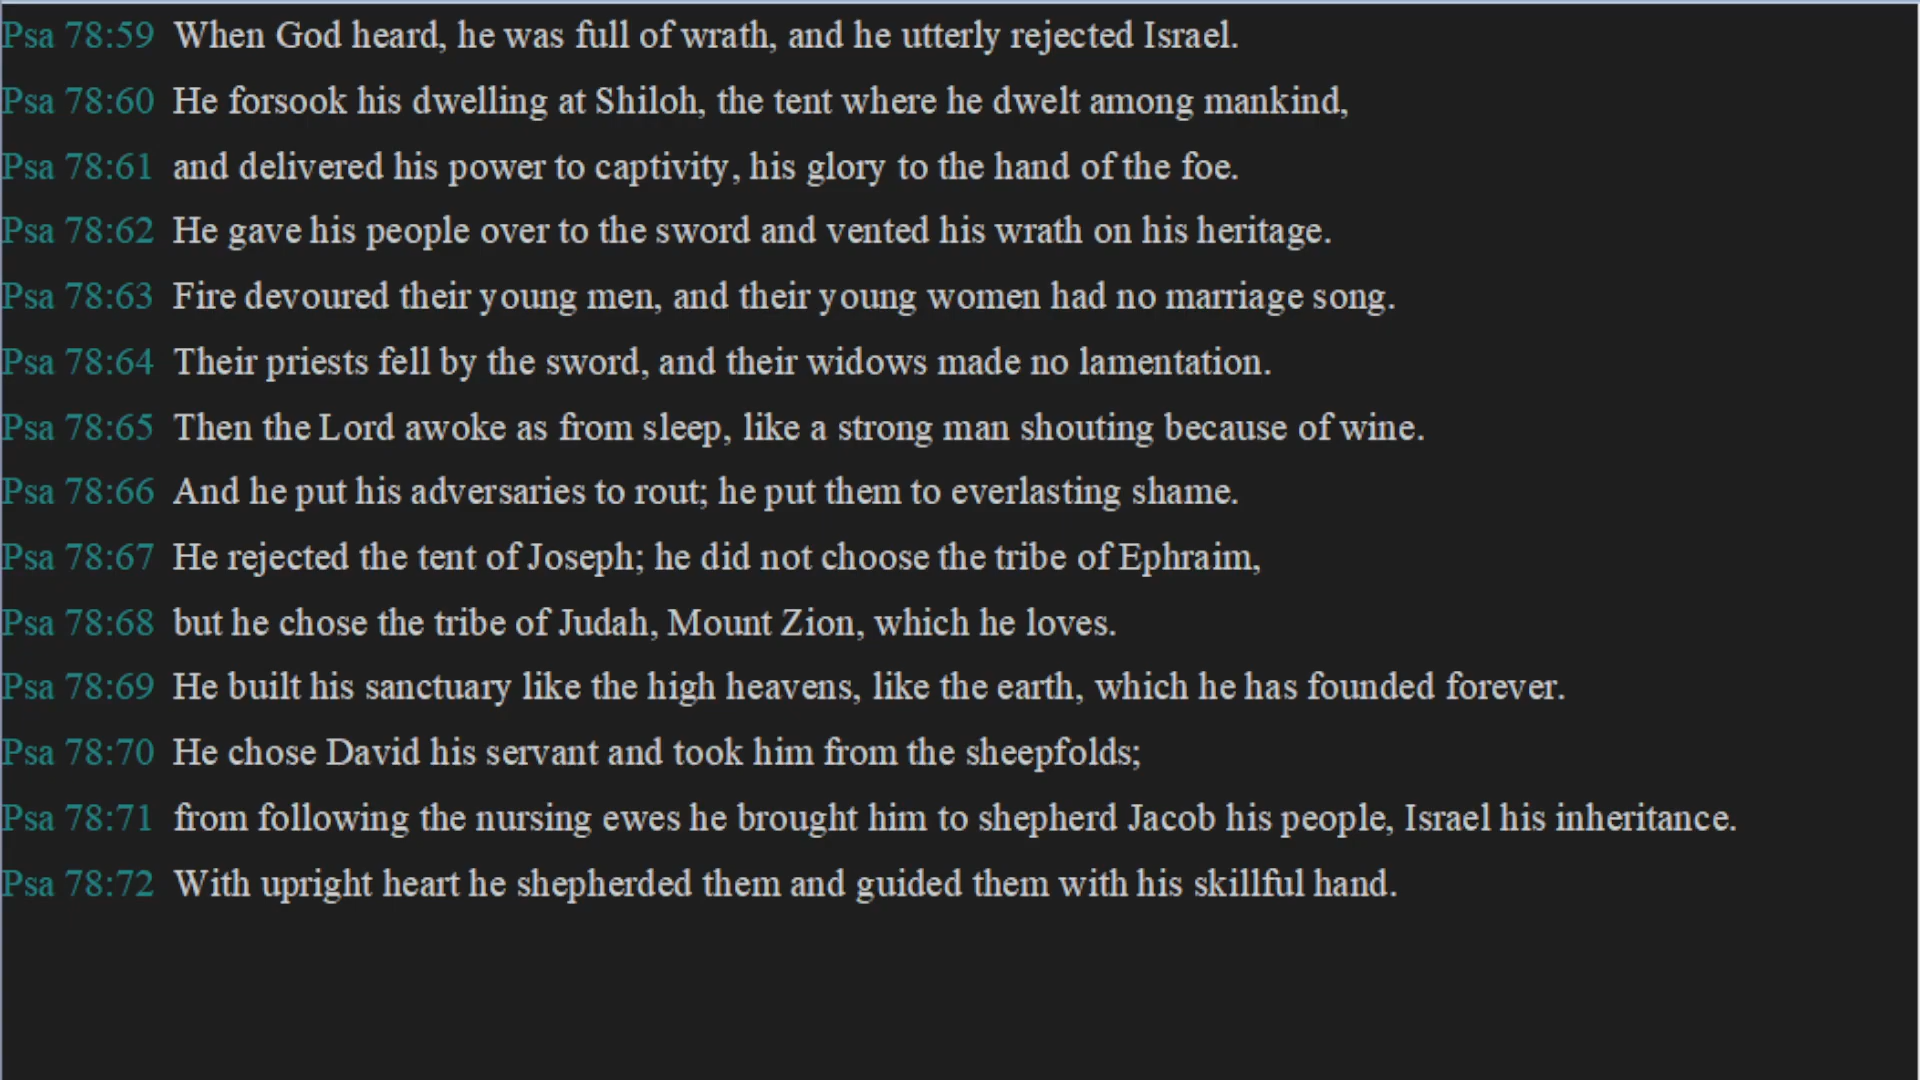 Psa 78:59 When God heard, he was full of wrath, and he utterly rejected Israel.
Psa 78:60 He forsook his dwelling at Shiloh, the tent where he dwelt among mankind,
Psa 78:61 and delivered his power to captivity, his glory to the hand of the foe.
Psa 78:62 He gave his people over to the sword and vented his wrath on his heritage.
Psa 78:63 Fire devoured their young men, and their young women had no marriage song.
Psa 78:64 Their priests fell by the sword, and their widows made no lamentation.
Psa 78:65 Then the Lord awoke as from sleep, like a strong man shouting because of wine.
Psa 78:66 And he put his adversaries to rout; he put them to everlasting shame.
Psa 78:67 He rejected the tent of Joseph; he did not choose the tribe of Ephraim,
Psa 78:68 but he chose the tribe of Judah, Mount Zion, which he loves.
Psa 78:69 He built his sanctuary like the high heavens, like the earth, which he has founded forever.
Psa 78:70 He chose David his servant and took him from the sheepfolds;
Psa 78:71 from following the nursing ewes he brought him to shepherd Jacob his people, Israel his inheritance.
Psa 78:72 With upright heart he shepherded them and guided them with his skillful hand.